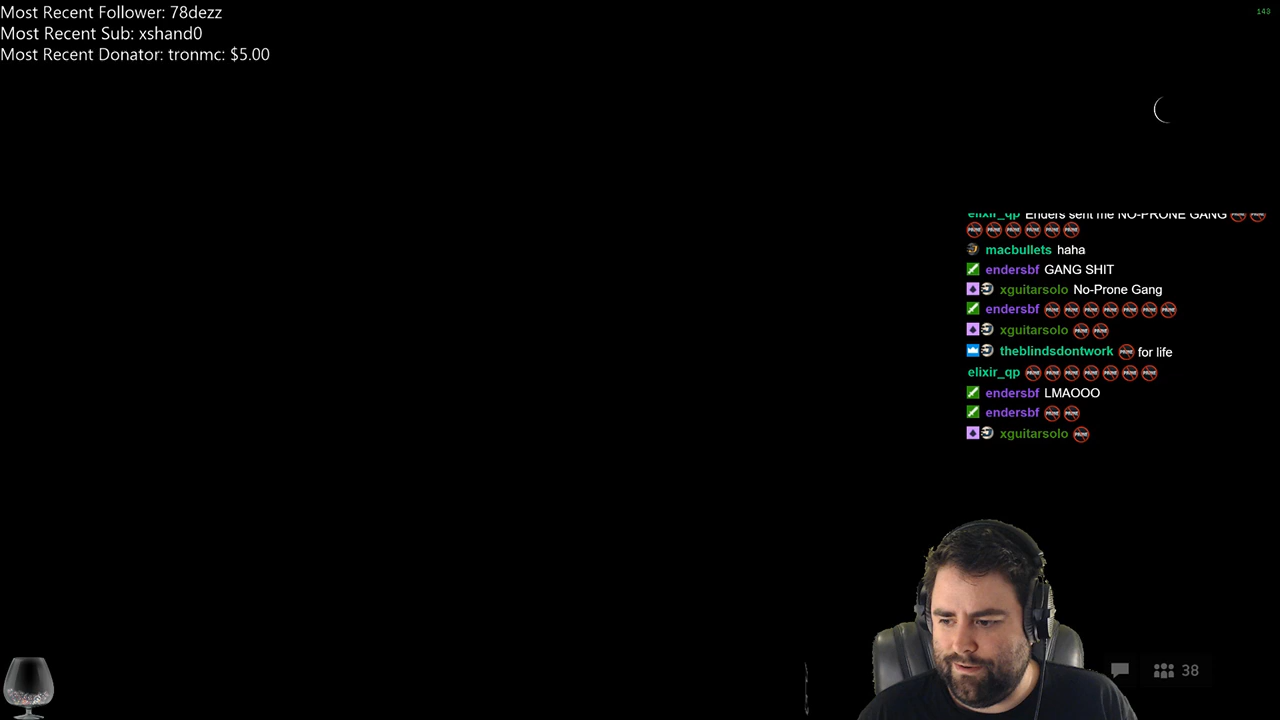 Most Recent Follower: 78dezz
Most Recent Sub: xshand0
Most Recent Donator: tronmc: $5.00
143
elixir_qp Enders sent me NO-PRONE GANG
macbullets haha
endersbf GANG SHIT
xguitarsolo No-Prone Gang
endersbf
xguitarsolo
theblindsdontwork for life
elixir_qp
endersbf LMAOOO
endersbf
xguitarsolo
38